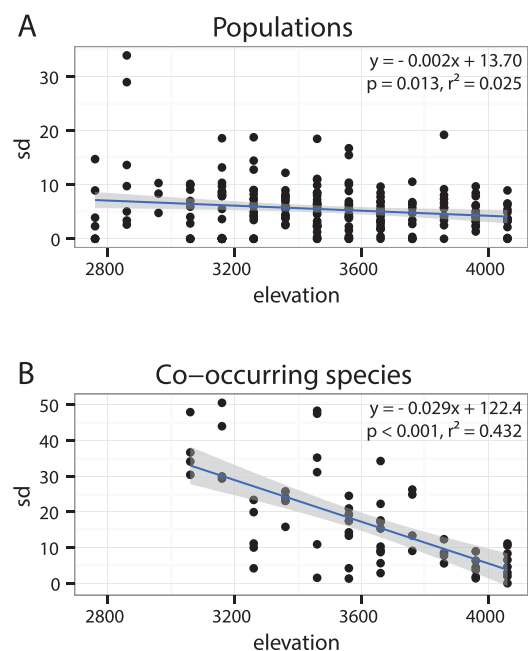 A
Populations
y = - 0.002x + 13.70
p = 0.013, r² = 0.025
30
20
10
0
sd
2800 3200 3600 4000
elevation
B
Co−occurring species
y = - 0.029x + 122.4
p < 0.001, r² = 0.432
50
40
30
20
10
0
sd
2800 3200 3600 4000
elevation